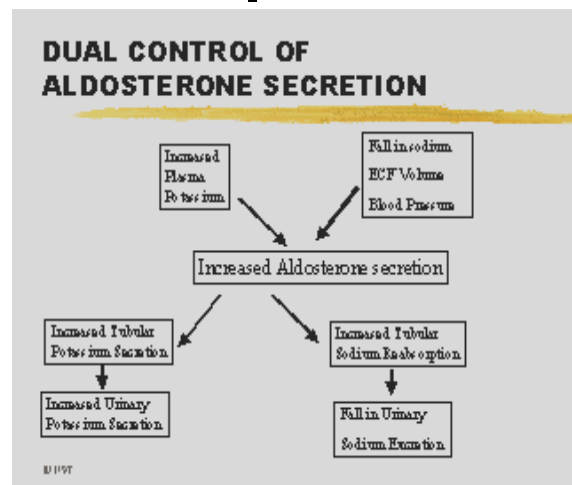 DUAL CONTROL OF
ALDOSTERONE SECRETION
Increased
Plasma
Potassium
Fall in sodium
ECF Volume
Blood Pressure
Increased Aldosterone secretion
Increased Tubular
Potassium Secretion
Increased Tubular
Sodium Reabsorption
Increased Urinary
Potassium Secretion
Fall in Urinary
Sodium Excretion